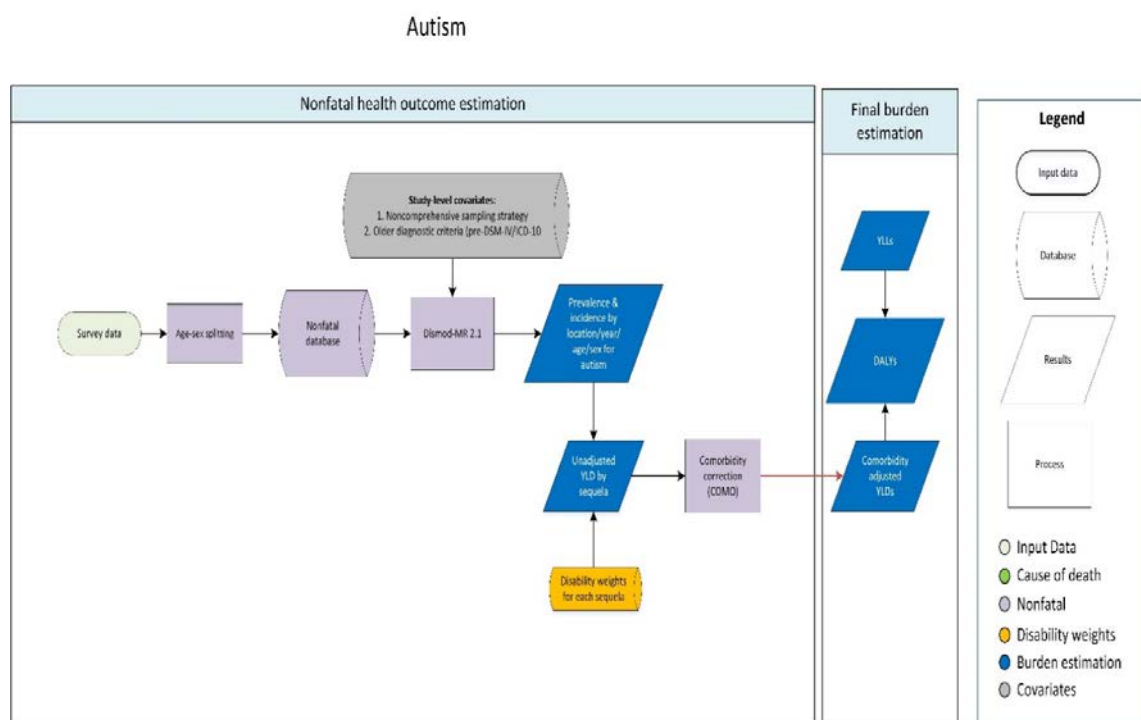 Autism
Nonfatal health outcome estimation
Final burden
estimation
Legend
Input data
Database
Results
Process
Input Data
Cause of death
Nonfatal
Disability weights
Burden estimation
Covariates
Study-level covariates:
1. Noncomprehensive sampling strategy
2. Older diagnostic criteria (pre-DSM-IV/ICD-10
Survey data
Age-sex splitting
Nonfatal
database
Dismod-MR 2.1
Prevalence &
incidence by
location/year/
age/sex for
autism
Unadjusted
YLD by
sequela
Comorbidity
correction
(COMO)
Disability weights
for each sequela
YLLs
DALYs
Comorbidity
adjusted
YLDs